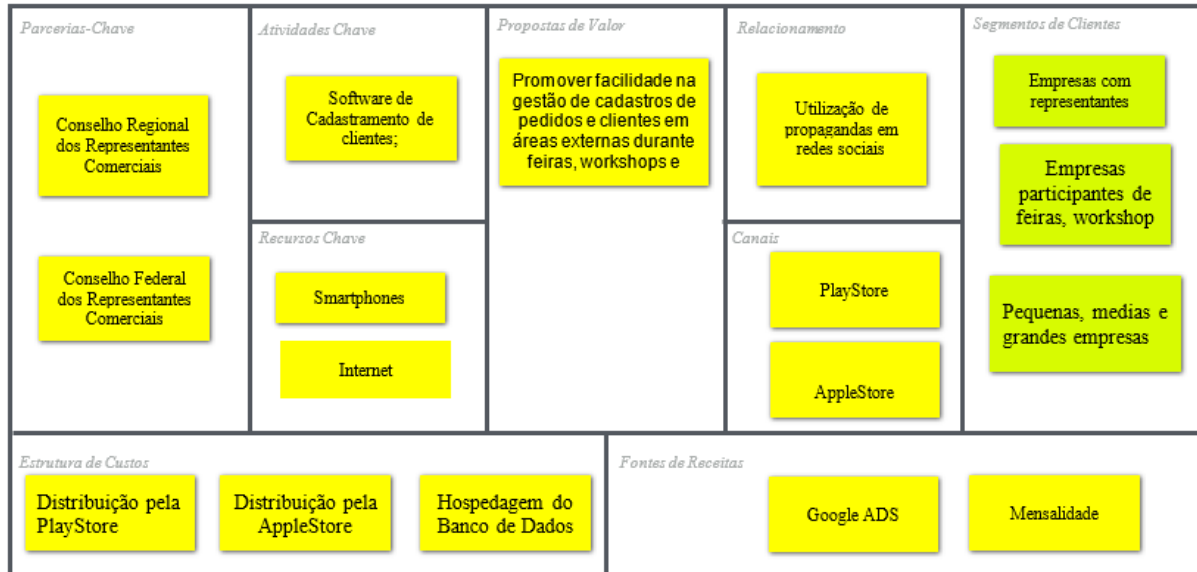 Parcerias-Chave
Conselho Regional
dos Representantes
Comerciais
Conselho Federal
dos Representantes
Comerciais
Atividades Chave
Software de
Cadastramento de
clientes;
Recursos Chave
Smartphones
Internet
Propostas de Valor
Promover facilidade na
gestão de cadastros de
pedidos e clientes em
áreas externas durante
feiras, workshops e
Relacionamento
Utilização de
propagandas em
redes sociais
Canais
PlayStore
AppleStore
Segmentos de Clientes
Empresas com
representantes
Empresas
participantes de
feiras, workshop
Pequenas, medias e
grandes empresas
Estrutura de Custos
Distribuição pela
PlayStore
Distribuição pela
AppleStore
Hospedagem do
Banco de Dados
Fontes de Receitas
Google ADS
Mensalidade